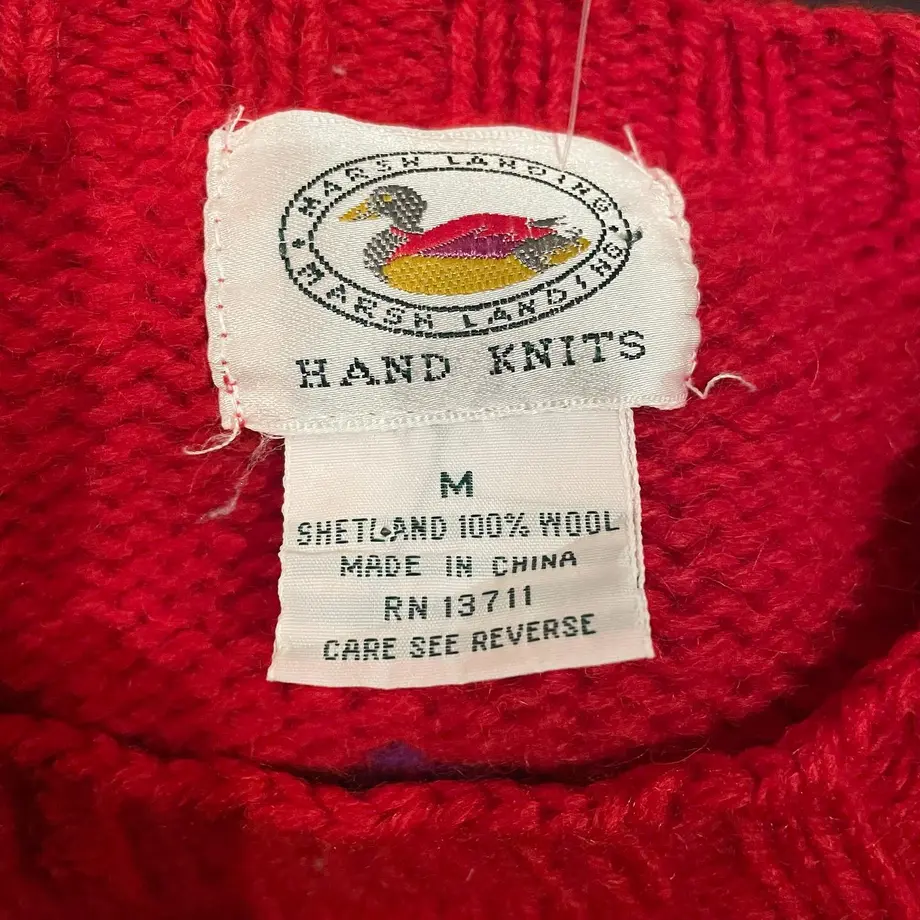 MARSH LANDING
MARSH LANDING
HAND KNITS
M
SHETLAND 100% WOOL
MADE IN CHINA
RN 13711
CARE SEE REVERSE